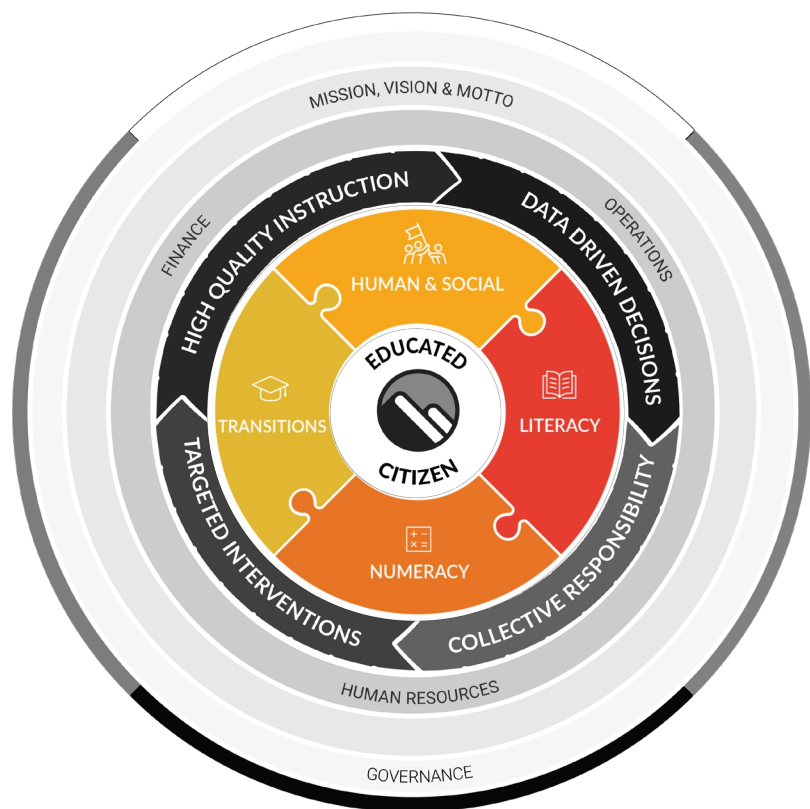 MISSION, VISION & MOTTO
FINANCE
OPERATIONS
HIGH QUALITY INSTRUCTION
DATA DRIVEN DECISIONS
HUMAN & SOCIAL
EDUCATED
TRANSITIONS
LITERACY
CITIZEN
NUMERACY
TARGETED INTERVENTIONS
COLLECTIVE RESPONSIBILITY
HUMAN RESOURCES
GOVERNANCE